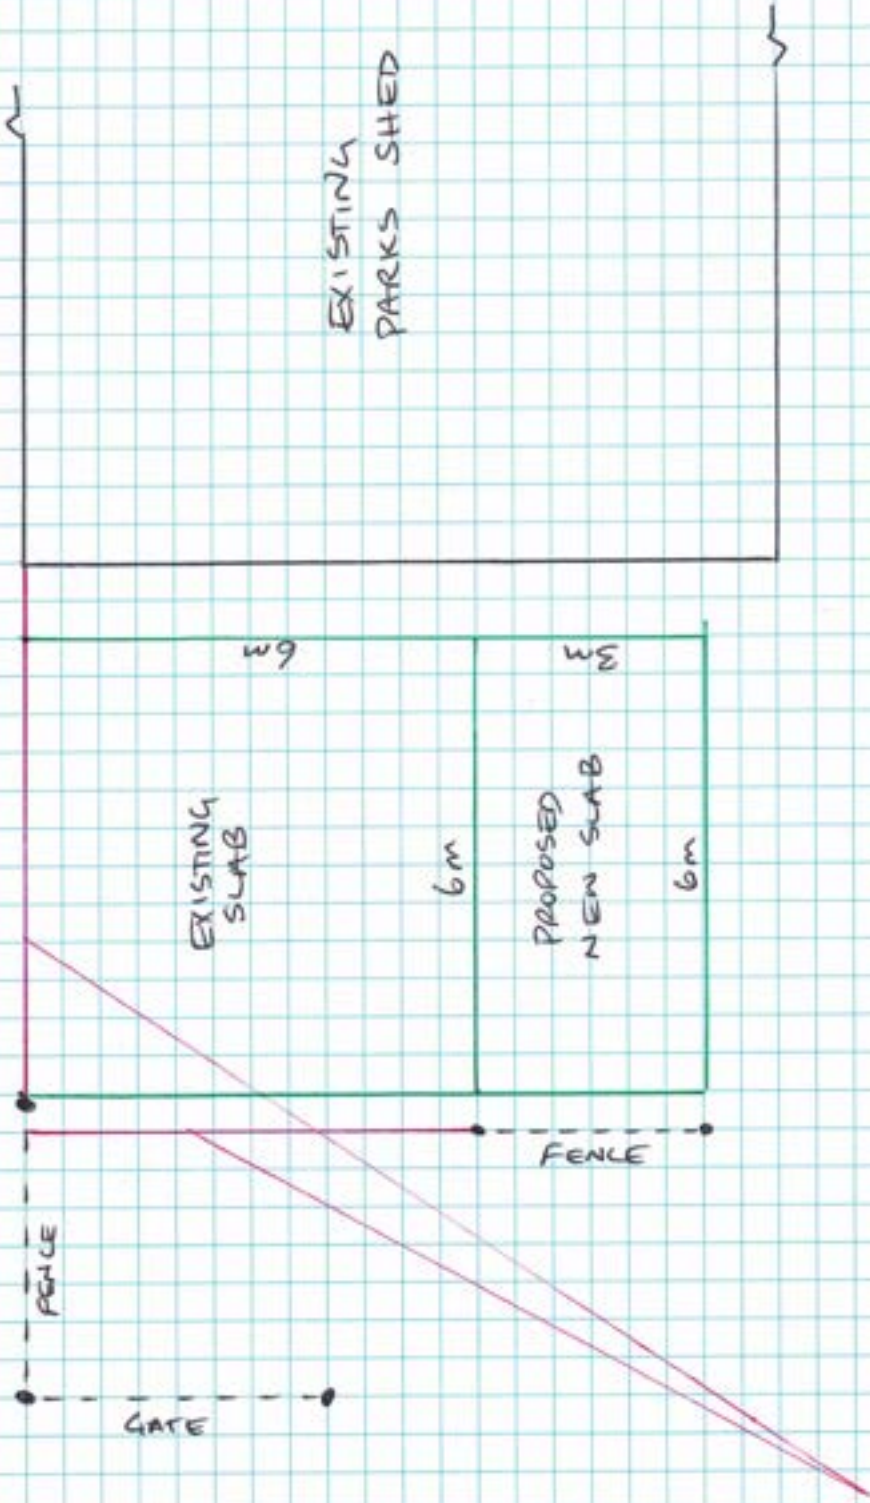 EXISTING
PARKS SHED
6m
3m
EXISTING
SLAB
6m
PROPOSED
NEW SLAB
6m
FENCE
FENCE
GATE